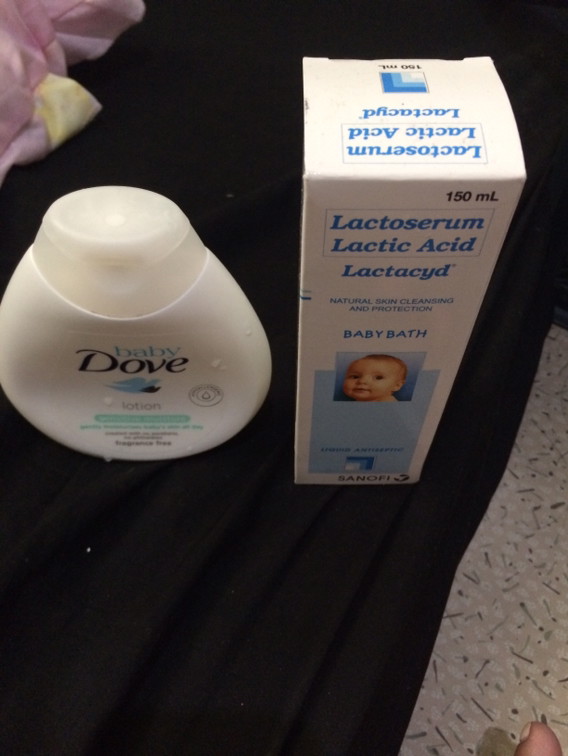 baby
Dove
lotion
fragrance free
150 mL
Lactacyd®
Lactic Acid
Lactoserum
150 mL
Lactoserum
Lactic Acid
Lactacyd®
NATURAL SKIN CLEANSING
AND PROTECTION
BABY BATH
SANOFI